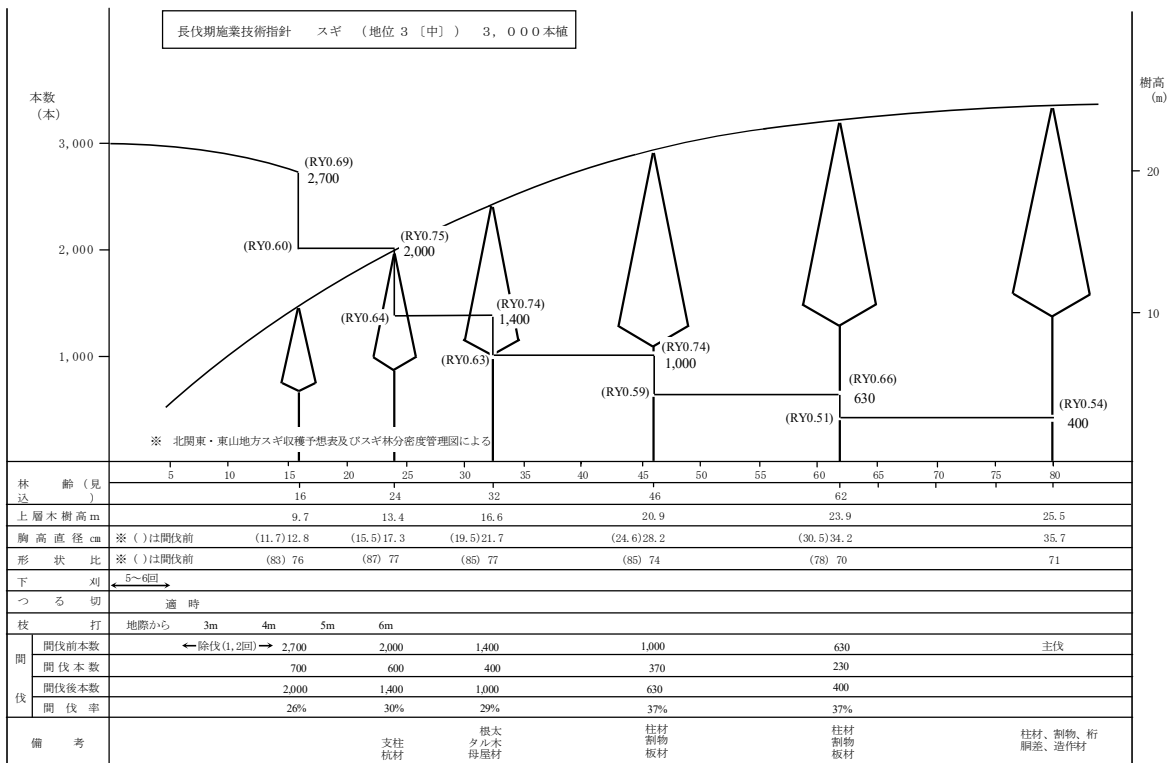 長伐期施業技術指針　スギ　（地位３〔中〕）　３，０００本植
本数
（本）
樹高
(m)
3,000
2,000
1,000
20
10
(RY0.69)
2,700
(RY0.60)
(RY0.75)
2,000
(RY0.64)
(RY0.74)
1,400
(RY0.63)
(RY0.74)
1,000
(RY0.59)
(RY0.66)
630
(RY0.51)
(RY0.54)
400
※　北関東・東山地方スギ収穫予想表及びスギ林分密度管理図による
5 10 15 20 25 30 35 40 45 50 55 60 65 70 75 80
林齢（見込） 16 24 32 46 62
上層木樹高m 9.7 13.4 16.6 20.9 23.9 25.5
胸高直径㎝ ※（ ）は間伐前 (11.7)12.8 (15.5)17.3 (19.5)21.7 (24.6)28.2 (30.5)34.2 35.7
形状比 ※（ ）は間伐前 (83) 76 (87) 77 (85) 77 (85) 74 (78) 70 71
下刈 5～6回
つる切 適時
枝打 地際から 3m 4m 5m 6m
間伐
間伐前本数 ←除伐(1,2回)→ 2,700 2,000 1,400 1,000 630 主伐
間伐本数 700 600 400 370 230
間伐後本数 2,000 1,400 1,000 630 400
間伐率 26% 30% 29% 37% 37%
備考
支柱
杭材
根太
タル木
母屋材
柱材
割物
板材
柱材
割物
板材
柱材、割物、桁
胴差、造作材